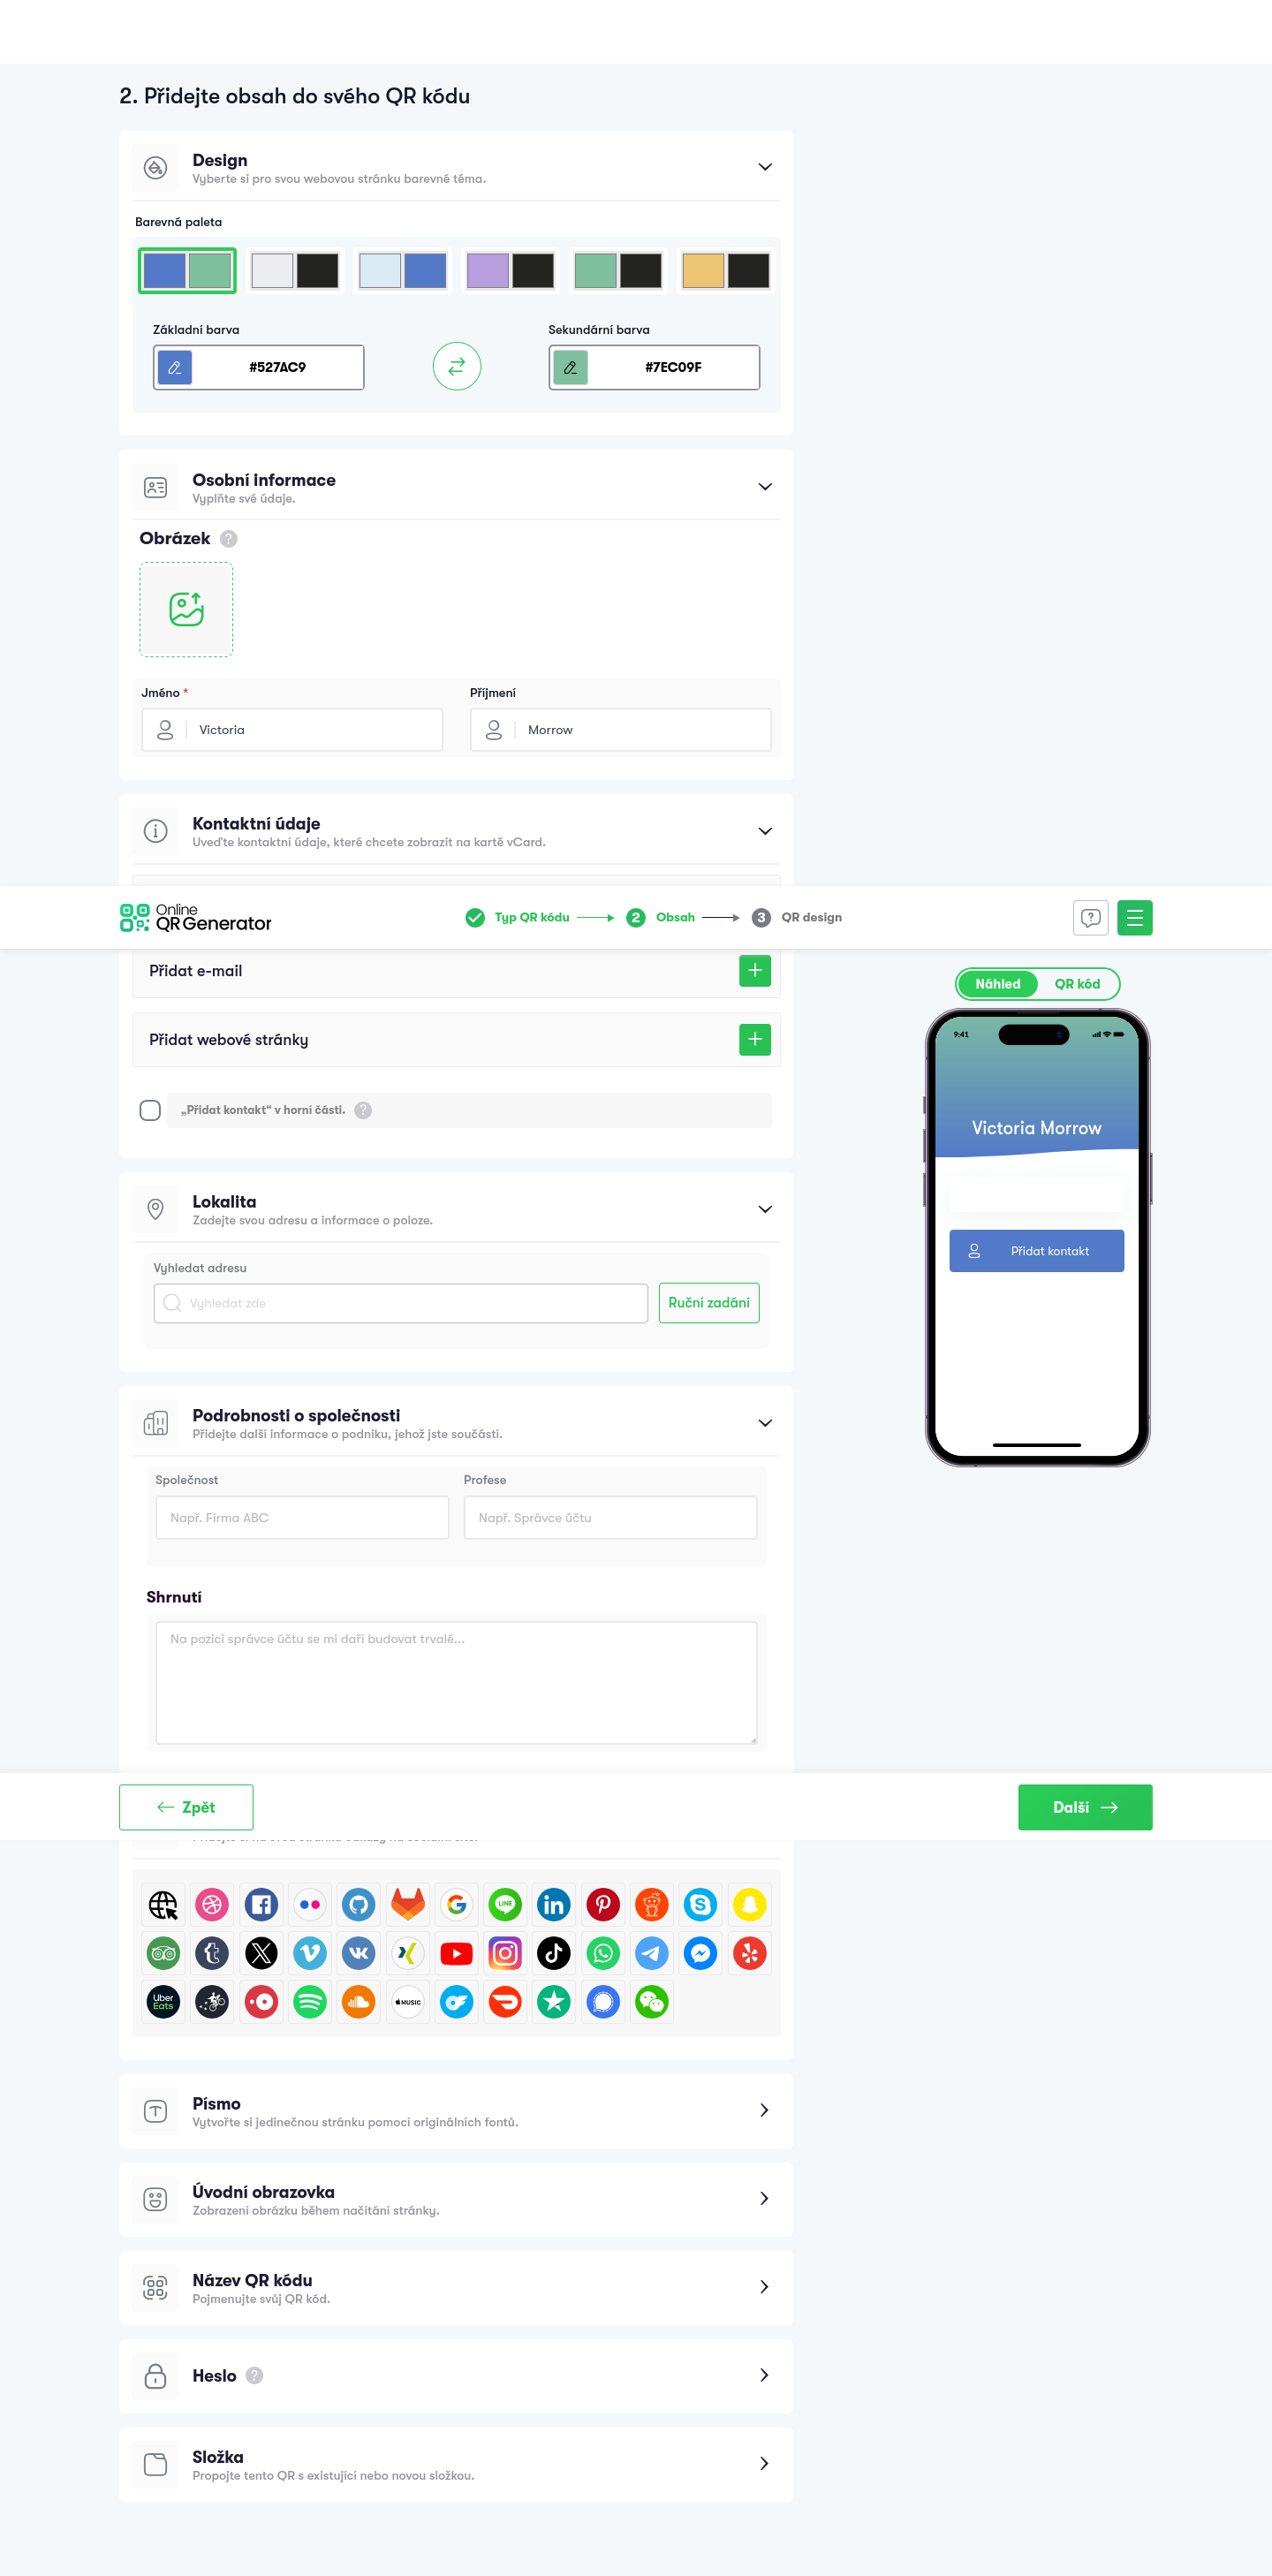 2. Přidejte obsah do svého QR kódu
Design
Vyberte si pro svou webovou stránku barevné téma.
Barevná paleta
Základní barva
Sekundární barva
#527AC9
#7EC09F
Osobní informace
Vyplňte své údaje.
Obrázek ?
Jméno *
Příjmení
Victoria
Morrow
Kontaktní údaje
Uveďte kontaktní údaje, které chcete zobrazit na kartě vCard.
Online
QR Generator
Typ QR kódu
2 Obsah
3 QR design
Přidat e-mail
Přidat webové stránky
„Přidat kontakt“ v horní části. ?
Náhled
QR kód
9:41
Victoria Morrow
Přidat kontakt
Lokalita
Zadejte svou adresu a informace o poloze.
Vyhledat adresu
Vyhledat zde
Ruční zadání
Podrobnosti o společnosti
Přidejte další informace o podniku, jehož jste součástí.
Společnost
Profese
Např. Firma ABC
Např. Správce účtu
Shrnutí
Na pozici správce účtu se mi daří budovat trvalé...
Zpět
Další
LINE
Uber
Eats
MUSIC
Písmo
Vytvořte si jedinečnou stránku pomocí originálních fontů.
Úvodní obrazovka
Zobrazení obrázku během načítání stránky.
Název QR kódu
Pojmenujte svůj QR kód.
Heslo ?
Složka
Propojte tento QR s existující nebo novou složkou.